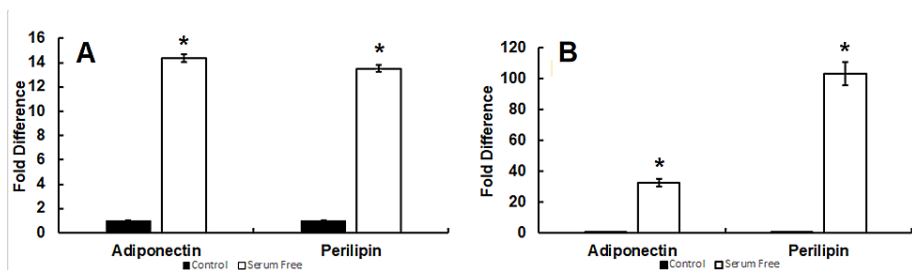 A
Fold Difference
16
14
12
10
8
6
4
2
0
*
*
Adiponectin Perilipin
Control Serum Free
B
Fold Difference
120
100
80
60
40
20
0
*
*
Adiponectin Perilipin
Control Serum Free